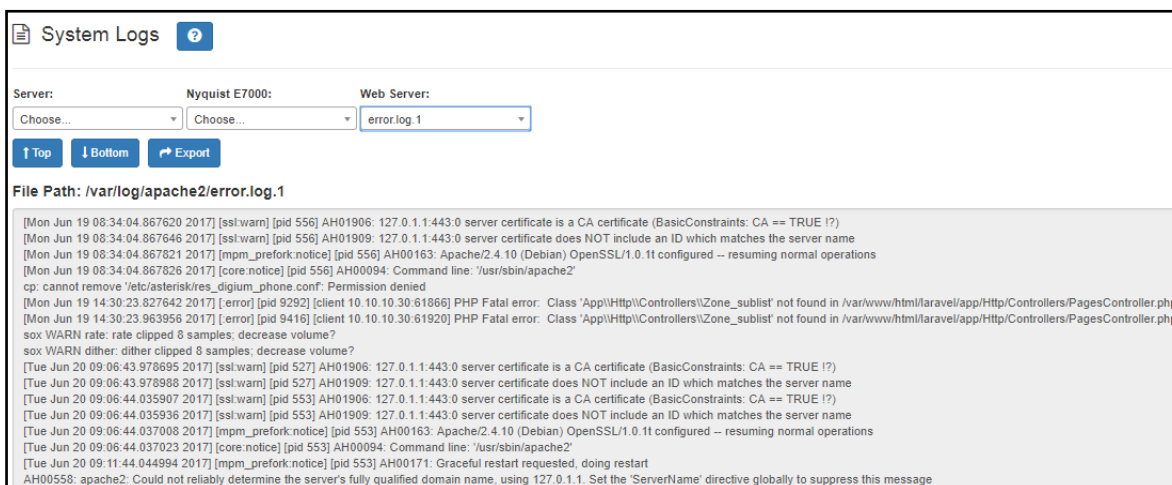 System Logs
Server: Nyquist E7000: Web Server:
Choose... Choose... error.log.1
Top Bottom Export
File Path: /var/log/apache2/error.log.1
[Mon Jun 19 08:34:04.867620 2017] [ssl:warn] [pid 556] AH01906: 127.0.1.1:443:0 server certificate is a CA certificate (BasicConstraints: CA == TRUE !?)
[Mon Jun 19 08:34:04.867646 2017] [ssl:warn] [pid 556] AH01909: 127.0.1.1:443:0 server certificate does NOT include an ID which matches the server name
[Mon Jun 19 08:34:04.867821 2017] [mpm_prefork:notice] [pid 556] AH00163: Apache/2.4.10 (Debian) OpenSSL/1.0.1t configured -- resuming normal operations
[Mon Jun 19 08:34:04.867826 2017] [core:notice] [pid 556] AH00094: Command line: '/usr/sbin/apache2'
cp: cannot remove '/etc/asterisk/res_digium_phone.conf': Permission denied
[Mon Jun 19 14:30:23.827642 2017] [:error] [pid 9292] [client 10.10.10.30:61866] PHP Fatal error: Class 'App\\Http\\Controllers\\Zone_sublist' not found in /var/www/html/laravel/app/Http/Controllers/PagesController.php
[Mon Jun 19 14:30:23.963956 2017] [:error] [pid 9416] [client 10.10.10.30:61920] PHP Fatal error: Class 'App\\Http\\Controllers\\Zone_sublist' not found in /var/www/html/laravel/app/Http/Controllers/PagesController.php
sox WARN rate: rate clipped 8 samples; decrease volume?
sox WARN dither: dither clipped 8 samples; decrease volume?
[Tue Jun 20 09:06:43.978695 2017] [ssl:warn] [pid 527] AH01906: 127.0.1.1:443:0 server certificate is a CA certificate (BasicConstraints: CA == TRUE !?)
[Tue Jun 20 09:06:43.978988 2017] [ssl:warn] [pid 527] AH01909: 127.0.1.1:443:0 server certificate does NOT include an ID which matches the server name
[Tue Jun 20 09:06:44.035907 2017] [ssl:warn] [pid 553] AH01906: 127.0.1.1:443:0 server certificate is a CA certificate (BasicConstraints: CA == TRUE !?)
[Tue Jun 20 09:06:44.035936 2017] [ssl:warn] [pid 553] AH01909: 127.0.1.1:443:0 server certificate does NOT include an ID which matches the server name
[Tue Jun 20 09:06:44.037008 2017] [mpm_prefork:notice] [pid 553] AH00163: Apache/2.4.10 (Debian) OpenSSL/1.0.1t configured -- resuming normal operations
[Tue Jun 20 09:06:44.037023 2017] [core:notice] [pid 553] AH00094: Command line: '/usr/sbin/apache2'
[Tue Jun 20 09:11:44.044994 2017] [mpm_prefork:notice] [pid 553] AH00171: Graceful restart requested, doing restart
AH00558: apache2: Could not reliably determine the server's fully qualified domain name, using 127.0.1.1. Set the 'ServerName' directive globally to suppress this message